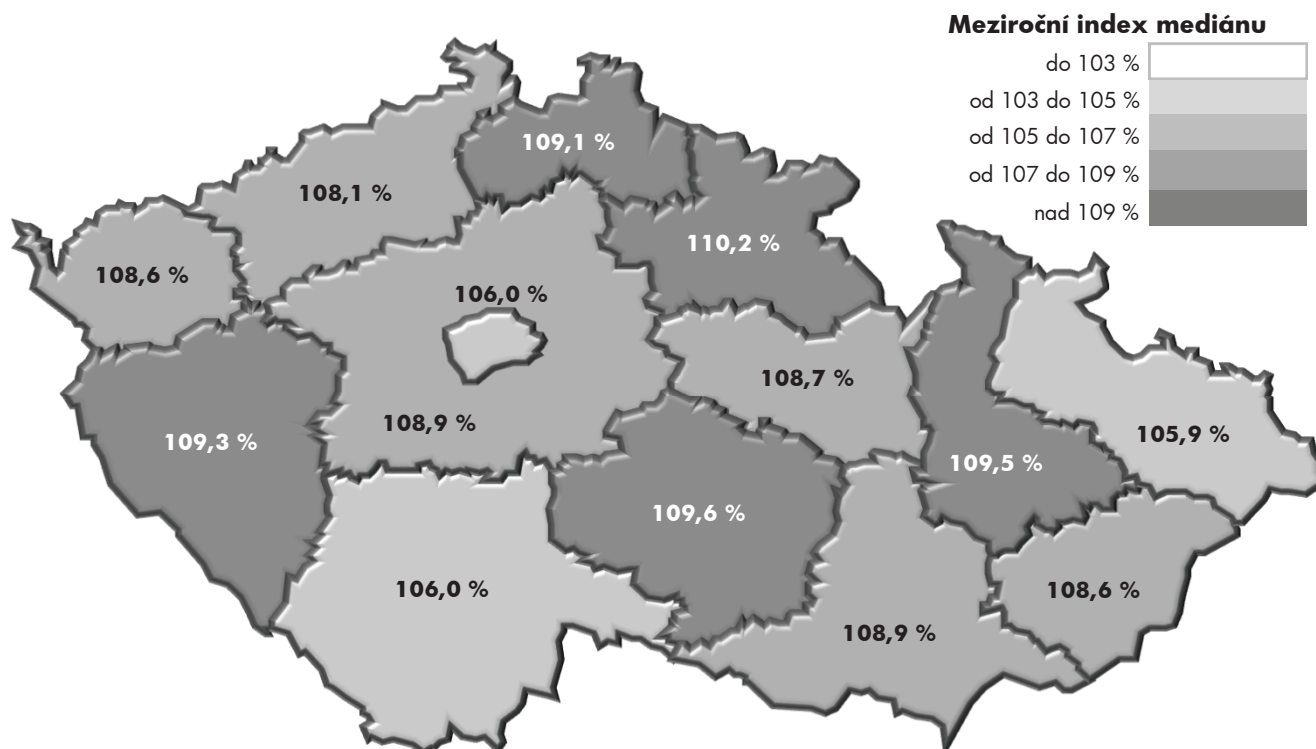 Meziroční index mediánu
do 103 %
od 103 do 105 %
od 105 do 107 %
od 107 do 109 %
nad 109 %
109,1 %
108,1 %
110,2 %
108,6 %
106,0 %
108,7 %
108,9 %
109,3 %
105,9 %
109,5 %
109,6 %
106,0 %
108,6 %
108,9 %